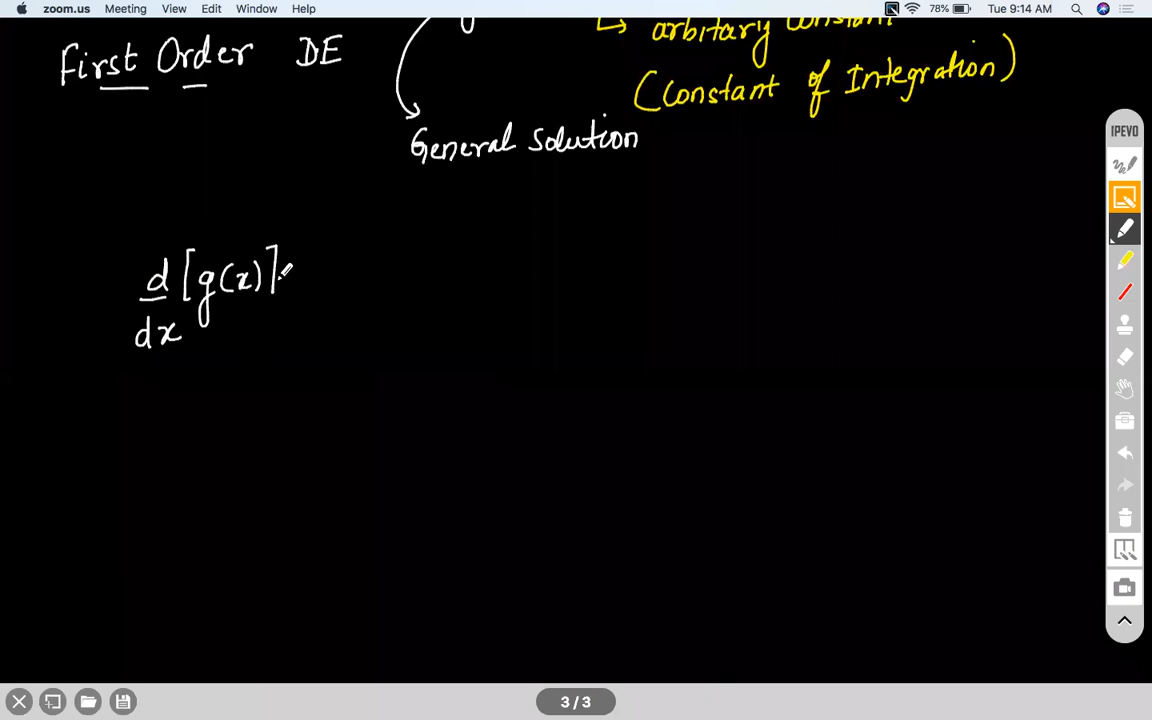 zoom.us Meeting View Edit Window Help 78% Tue 9:14 AM
arbitary constant
First Order DE
(Constant of Integration)
General Solution
IPEVO
d/dx [g(x)]
3/3